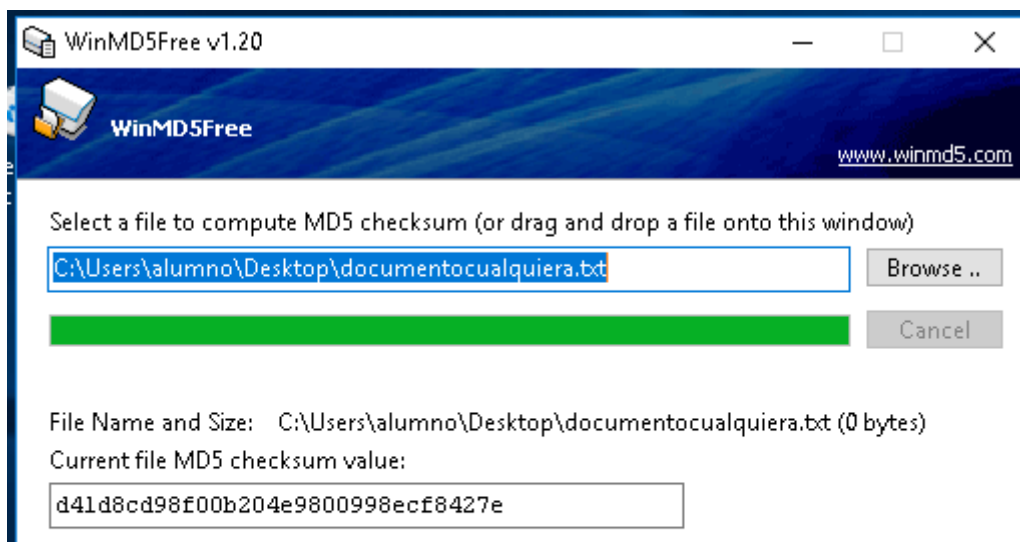 WinMD5Free v1.20
WinMD5Free
www.winmd5.com
Select a file to compute MD5 checksum (or drag and drop a file onto this window)
C:\Users\alumno\Desktop\documentocualquiera.txt
Browse ..
Cancel
File Name and Size: C:\Users\alumno\Desktop\documentocualquiera.txt (0 bytes)
Current file MD5 checksum value:
d41d8cd98f00b204e9800998ecf8427e